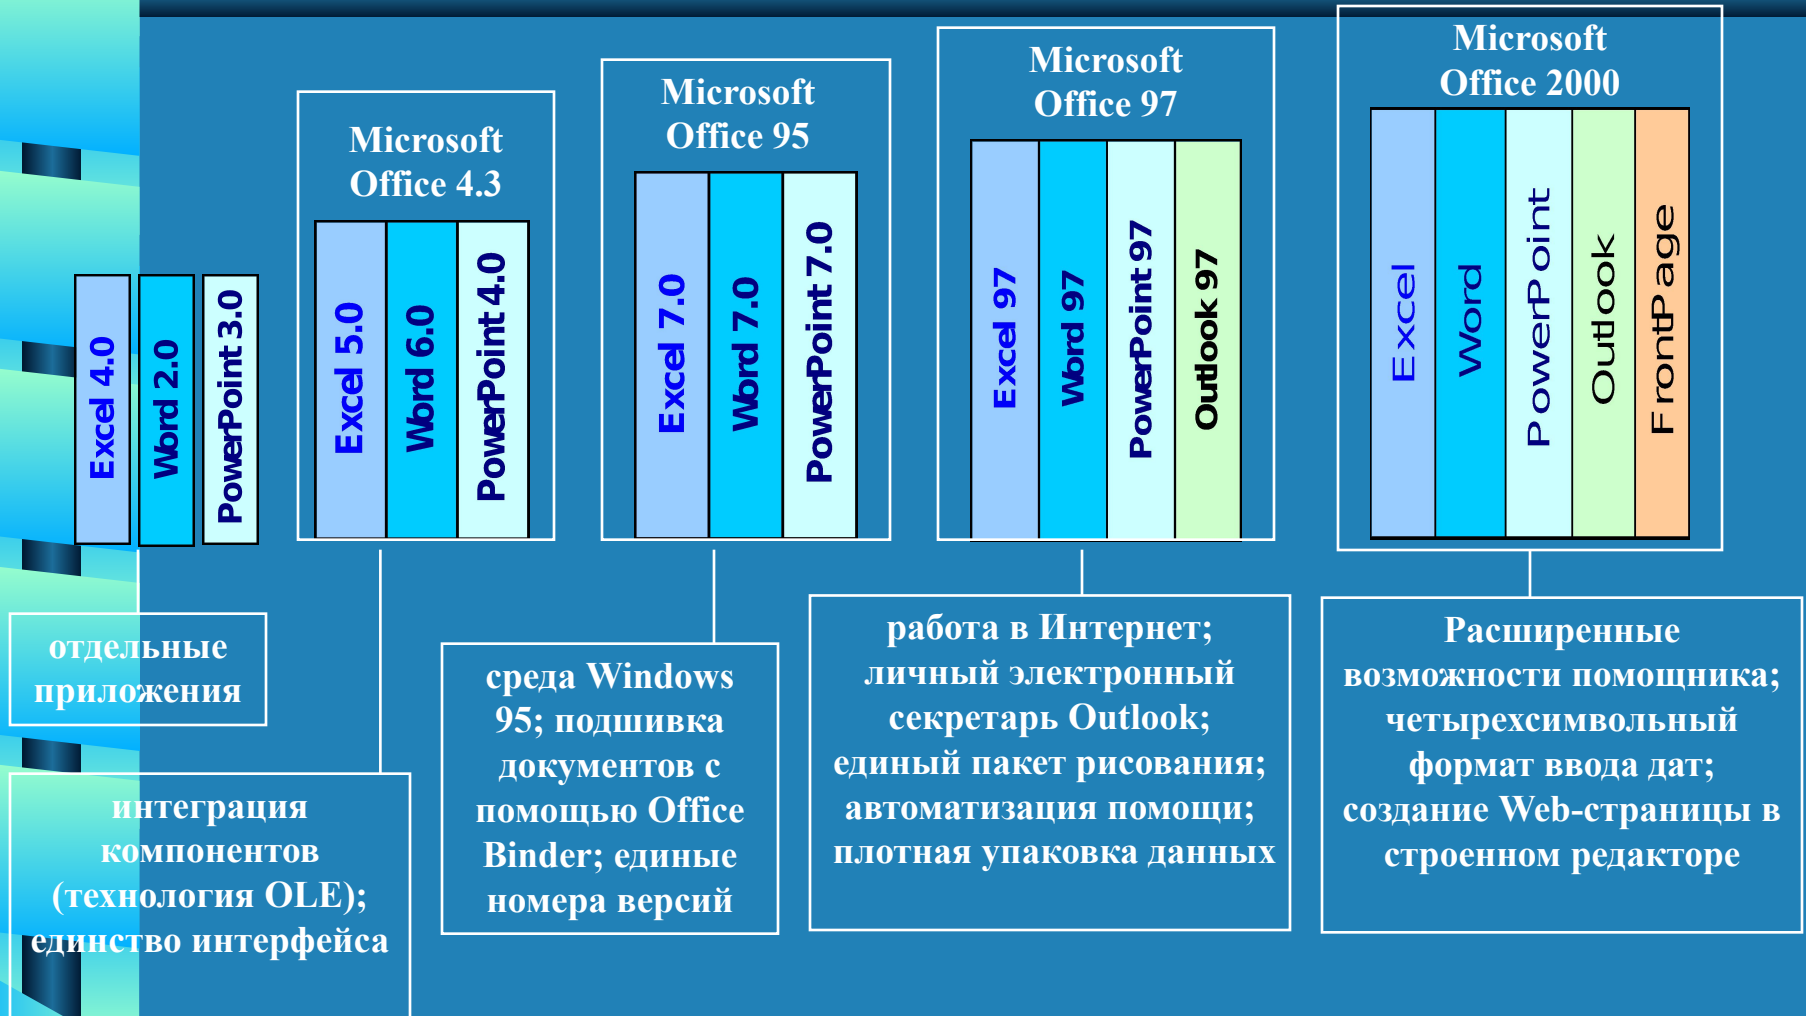 Excel 4.0
Word 2.0
PowerPoint 3.0
отдельные
приложения
Microsoft
Office 4.3
Excel 5.0
Word 6.0
PowerPoint 4.0
интеграция
компонентов
(технология OLE);
единство интерфейса
Microsoft
Office 95
Excel 7.0
Word 7.0
PowerPoint 7.0
среда Windows
95; подшивка
документов с
помощью Office
Binder; единые
номера версий
Microsoft
Office 97
Excel 97
Word 97
PowerPoint 97
Outlook 97
работа в Интернет;
личный электронный
секретарь Outlook;
единый пакет рисования;
автоматизация помощи;
плотная упаковка данных
Microsoft
Office 2000
Excel
Word
PowerPoint
Outlook
FrontPage
Расширенные
возможности помощника;
четырехсимвольный
формат ввода дат;
создание Web-страницы в
строенном редакторе